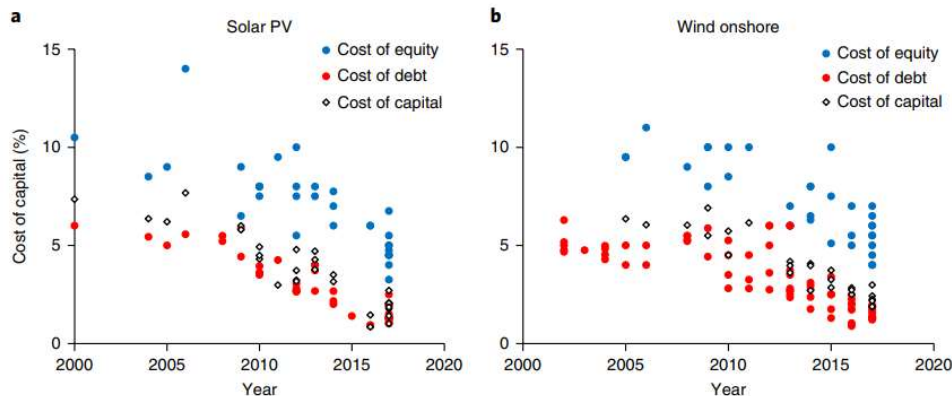 a
Solar PV
15
10
5
0
Cost of capital (%)
Cost of equity
Cost of debt
Cost of capital
2000
2005
2010
2015
2020
Year
b
Wind onshore
15
10
5
0
Cost of equity
Cost of debt
Cost of capital
2000
2005
2010
2015
2020
Year